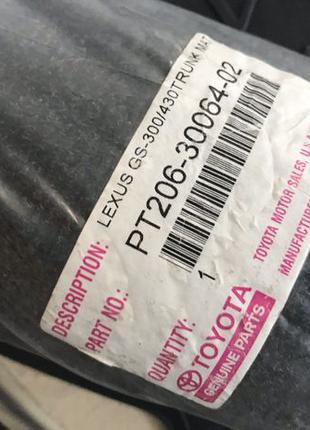 DESCRIPTION: LEXUS GS-300/430TRUNK MAT
PART NO.: PT206-30064-02
QUANTITY: 1
TOYOTA
GENUINE PARTS
TOYOTA MOTOR SALES, U.S.A
MANUFACTURE